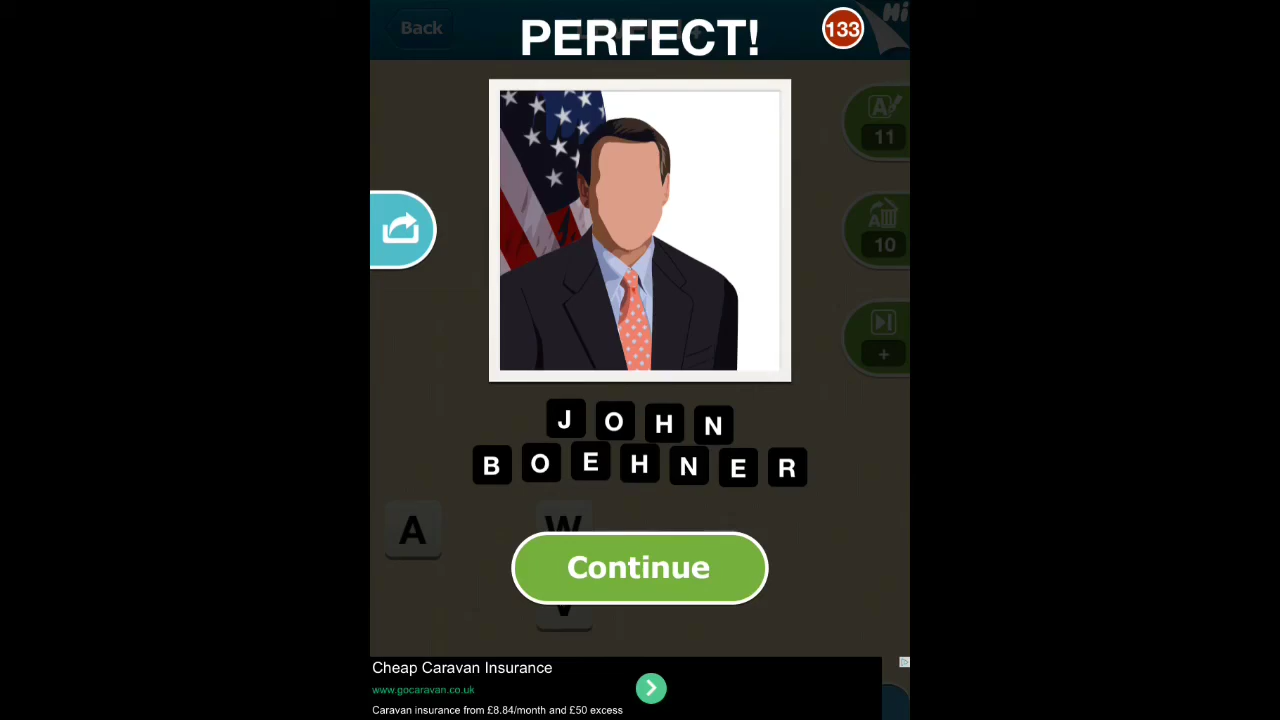 Back
PERFECT!
133
Hi
A
11
A
10
+
JOHN
BOEHNER
A
W
Continue
V
Cheap Caravan Insurance
www.gocaravan.co.uk
Caravan insurance from £8.84/month and £50 excess